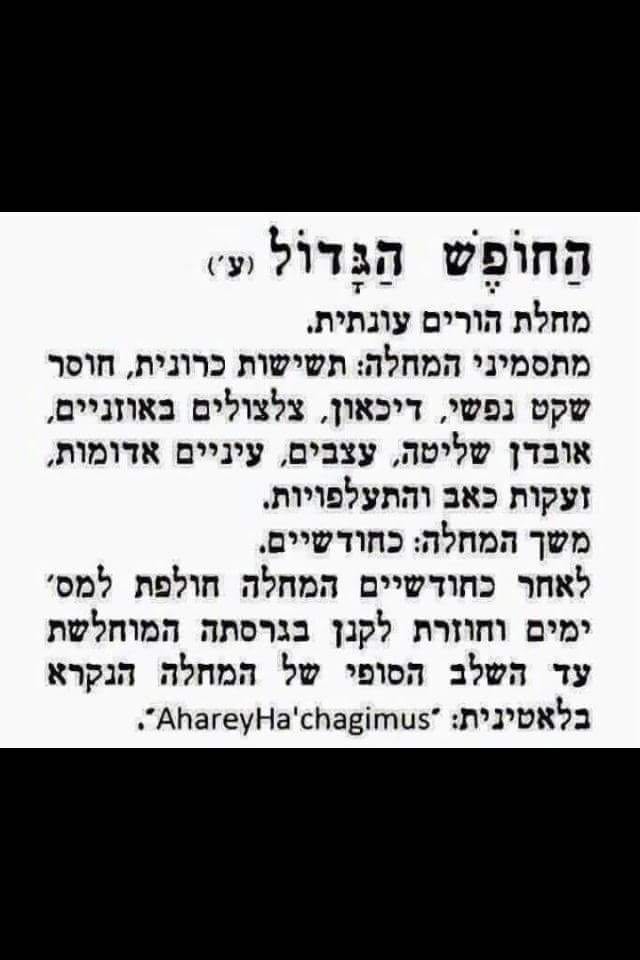 הַחוֹפֶשׁ הַגָּדוֹל (ע׳)
מחלת הורים עונתית.
מתסמיני המחלה: תשישות כרונית, חוסר
שקט נפשי, דיכאון, צלצולים באוזניים,
אובדן שליטה, עצבים, עיניים אדומות,
זעקות כאב והתעלפויות.
משך המחלה: כחודשיים.
לאחר כחודשיים המחלה חולפת למס׳
ימים וחוזרת לקנן בגרסתה המוחלשת
עד השלב הסופי של המחלה הנקרא
בלאטינית: ״AhareyHa'chagimus״.